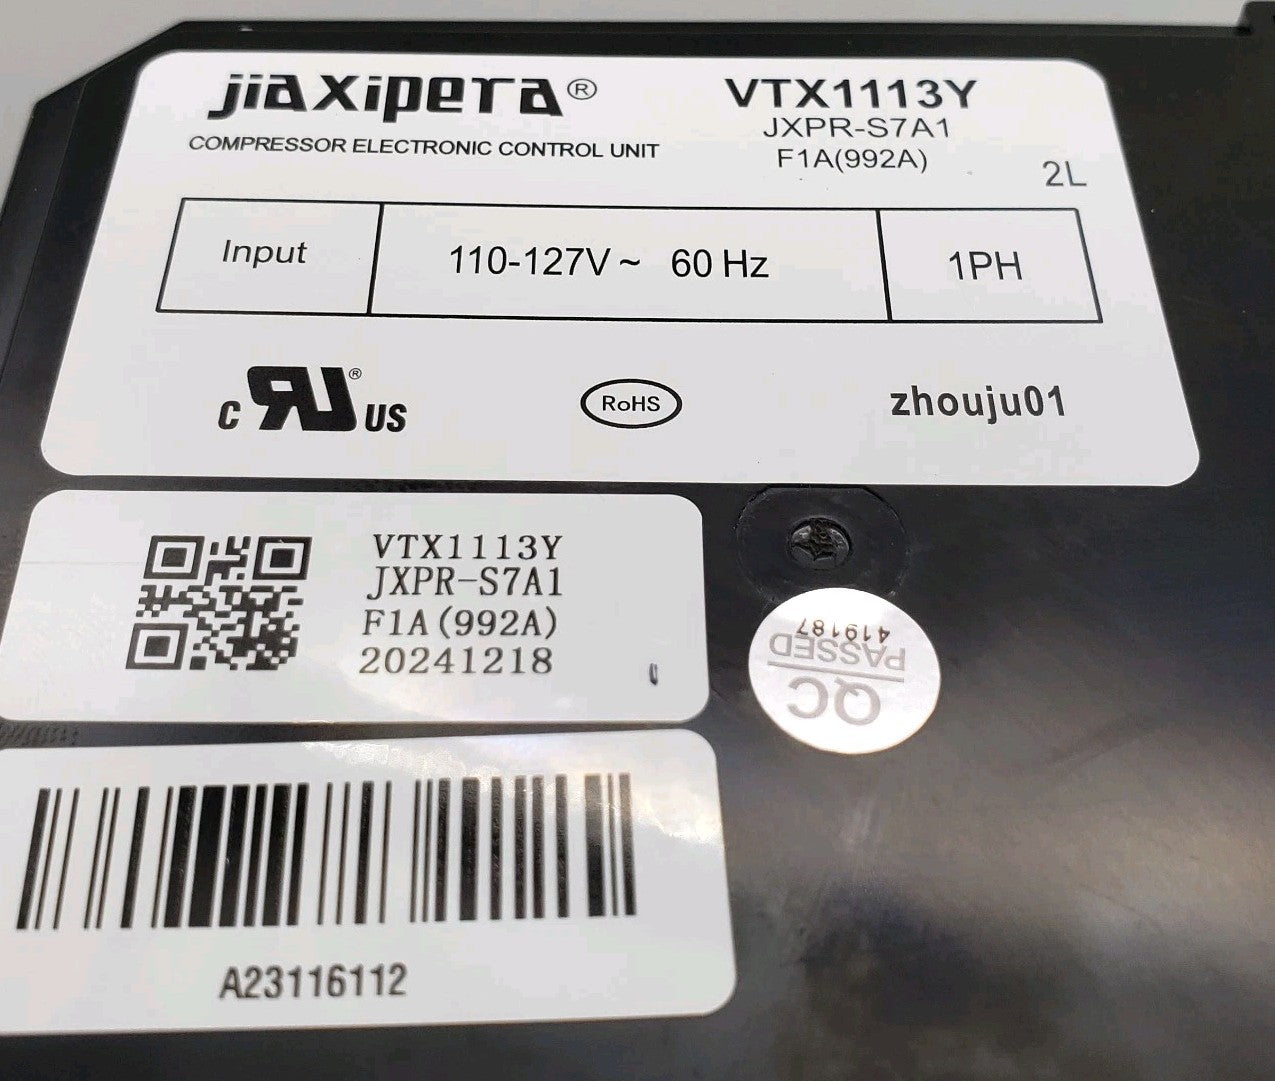 jiaxipera®
COMPRESSOR ELECTRONIC CONTROL UNIT
VTX1113Y
JXPR-S7A1
F1A(992A)
2L
Input 110-127V~ 60 Hz 1PH
c RU® US
RoHS
zhouju01
VTX1113Y
JXPR-S7A1
F1A(992A)
20241218
QC
PASSED
419187
A23116112